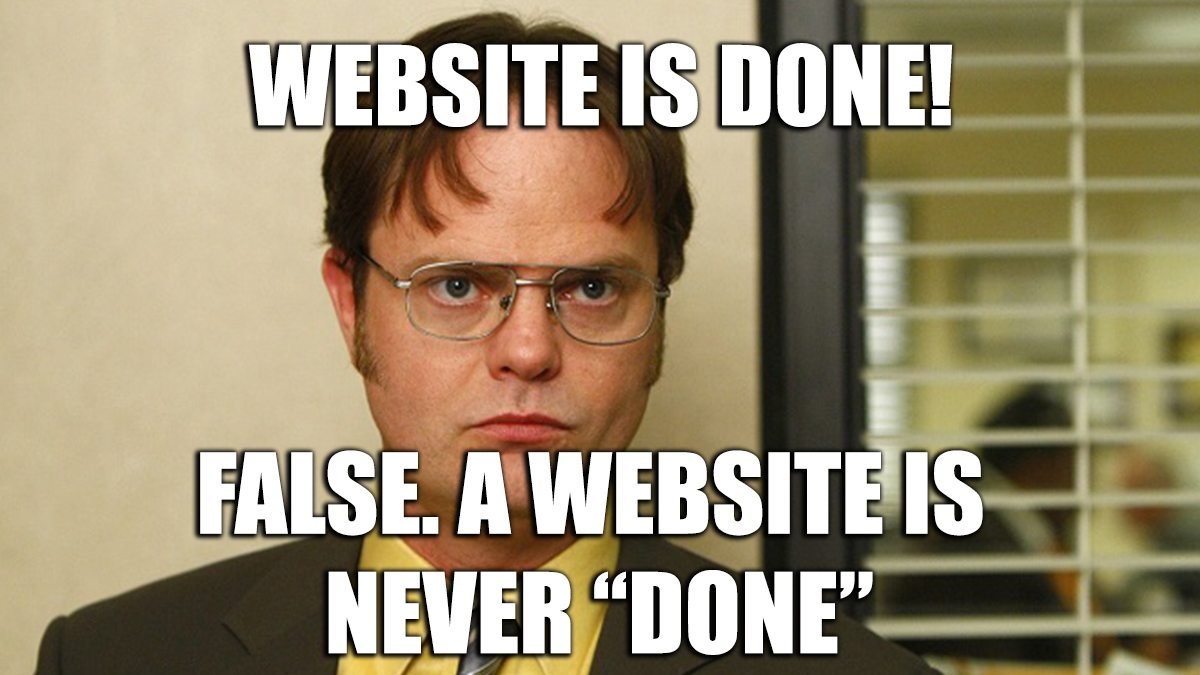 WEBSITE IS DONE!
FALSE. A WEBSITE IS
NEVER “DONE”